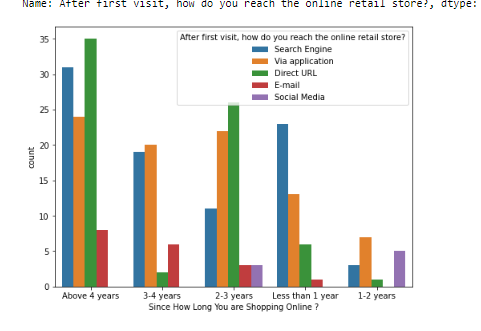 Name: After first visit, how do you reach the online retail store?, dtype:
After first visit, how do you reach the online retail store?
Search Engine
Via application
Direct URL
E-mail
Social Media
35
30
25
20
15
10
5
0
count
Above 4 years 3-4 years 2-3 years Less than 1 year 1-2 years
Since How Long You are Shopping Online ?